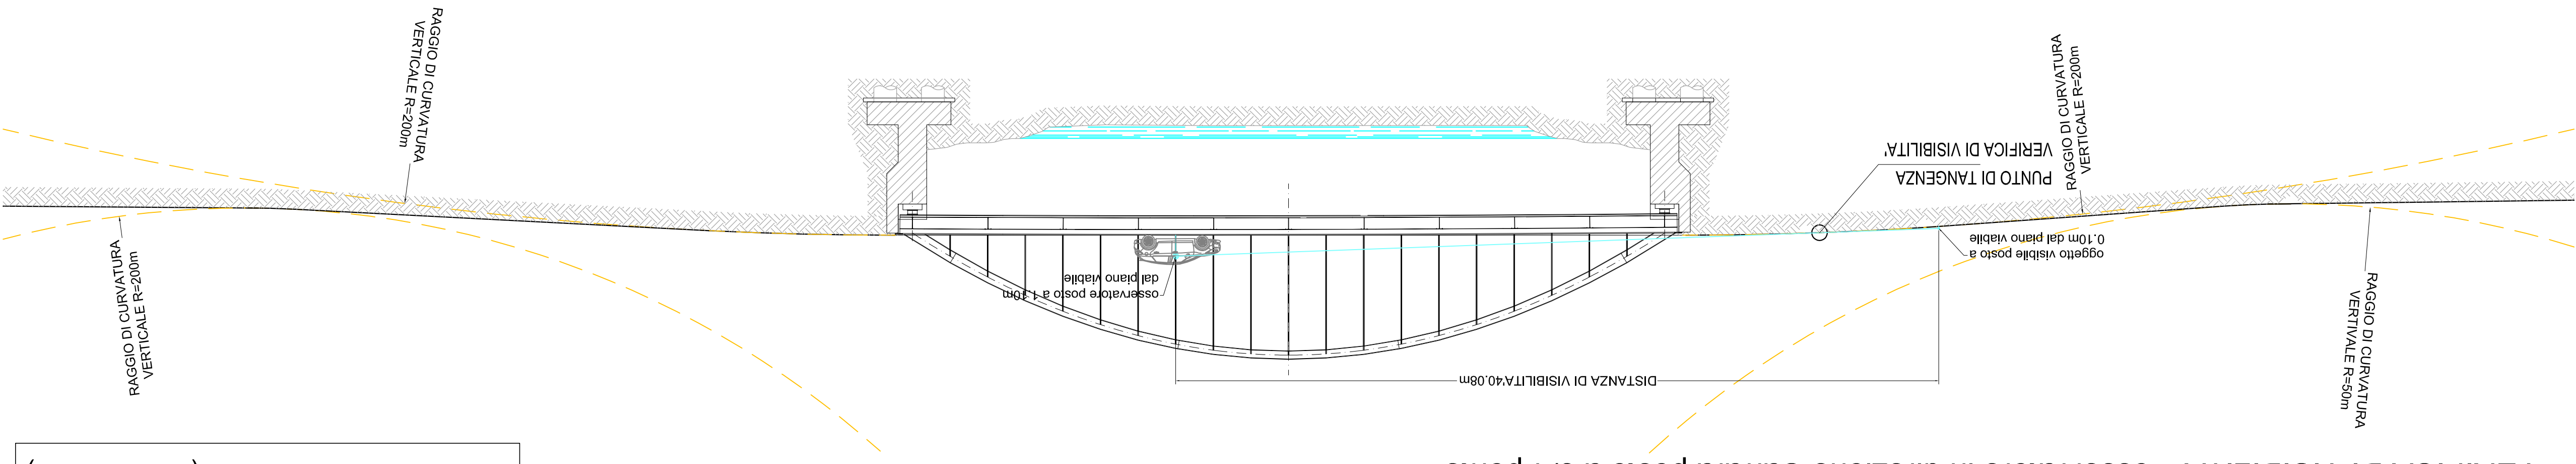 RAGGIO DI CURVATURA
VERTICALE R=200m
RAGGIO DI CURVATURA
VERTICALE R=200m
PUNTO DI TANGENZA
VERIFICA DI VISIBILITA'
RAGGIO DI CURVATURA
VERTICALE R=200m
oggetto visibile posto a
0.10m dal piano viabile
osservatore posto a 1.10m
dal piano viabile
RAGGIO DI CURVATURA
VERTIVALE R=50m
DISTANZA DI VISIBILITA'40.08m